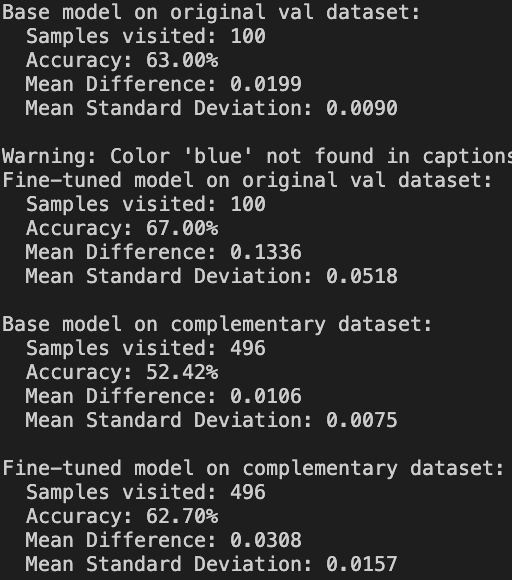 Base model on original val dataset:
Samples visited: 100
Accuracy: 63.00%
Mean Difference: 0.0199
Mean Standard Deviation: 0.0090
Warning: Color 'blue' not found in captions
Fine-tuned model on original val dataset:
Samples visited: 100
Accuracy: 67.00%
Mean Difference: 0.1336
Mean Standard Deviation: 0.0518
Base model on complementary dataset:
Samples visited: 496
Accuracy: 52.42%
Mean Difference: 0.0106
Mean Standard Deviation: 0.0075
Fine-tuned model on complementary dataset:
Samples visited: 496
Accuracy: 62.70%
Mean Difference: 0.0308
Mean Standard Deviation: 0.0157